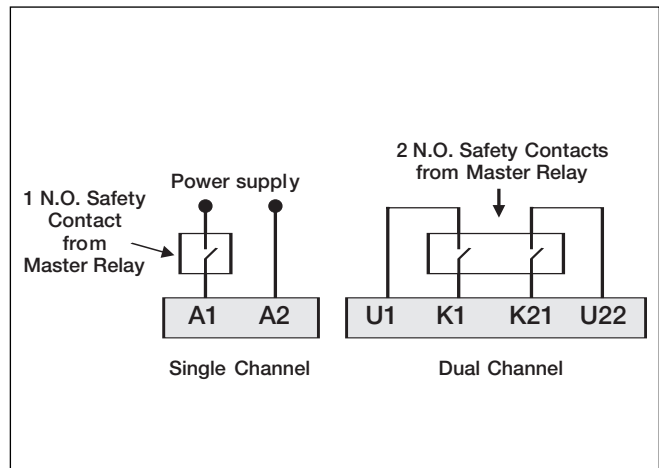 1 N.O. Safety
Contact
from
Master Relay
Power supply
A1 A2
Single Channel
2 N.O. Safety Contacts
from Master Relay
U1 K1 K21 U22
Dual Channel